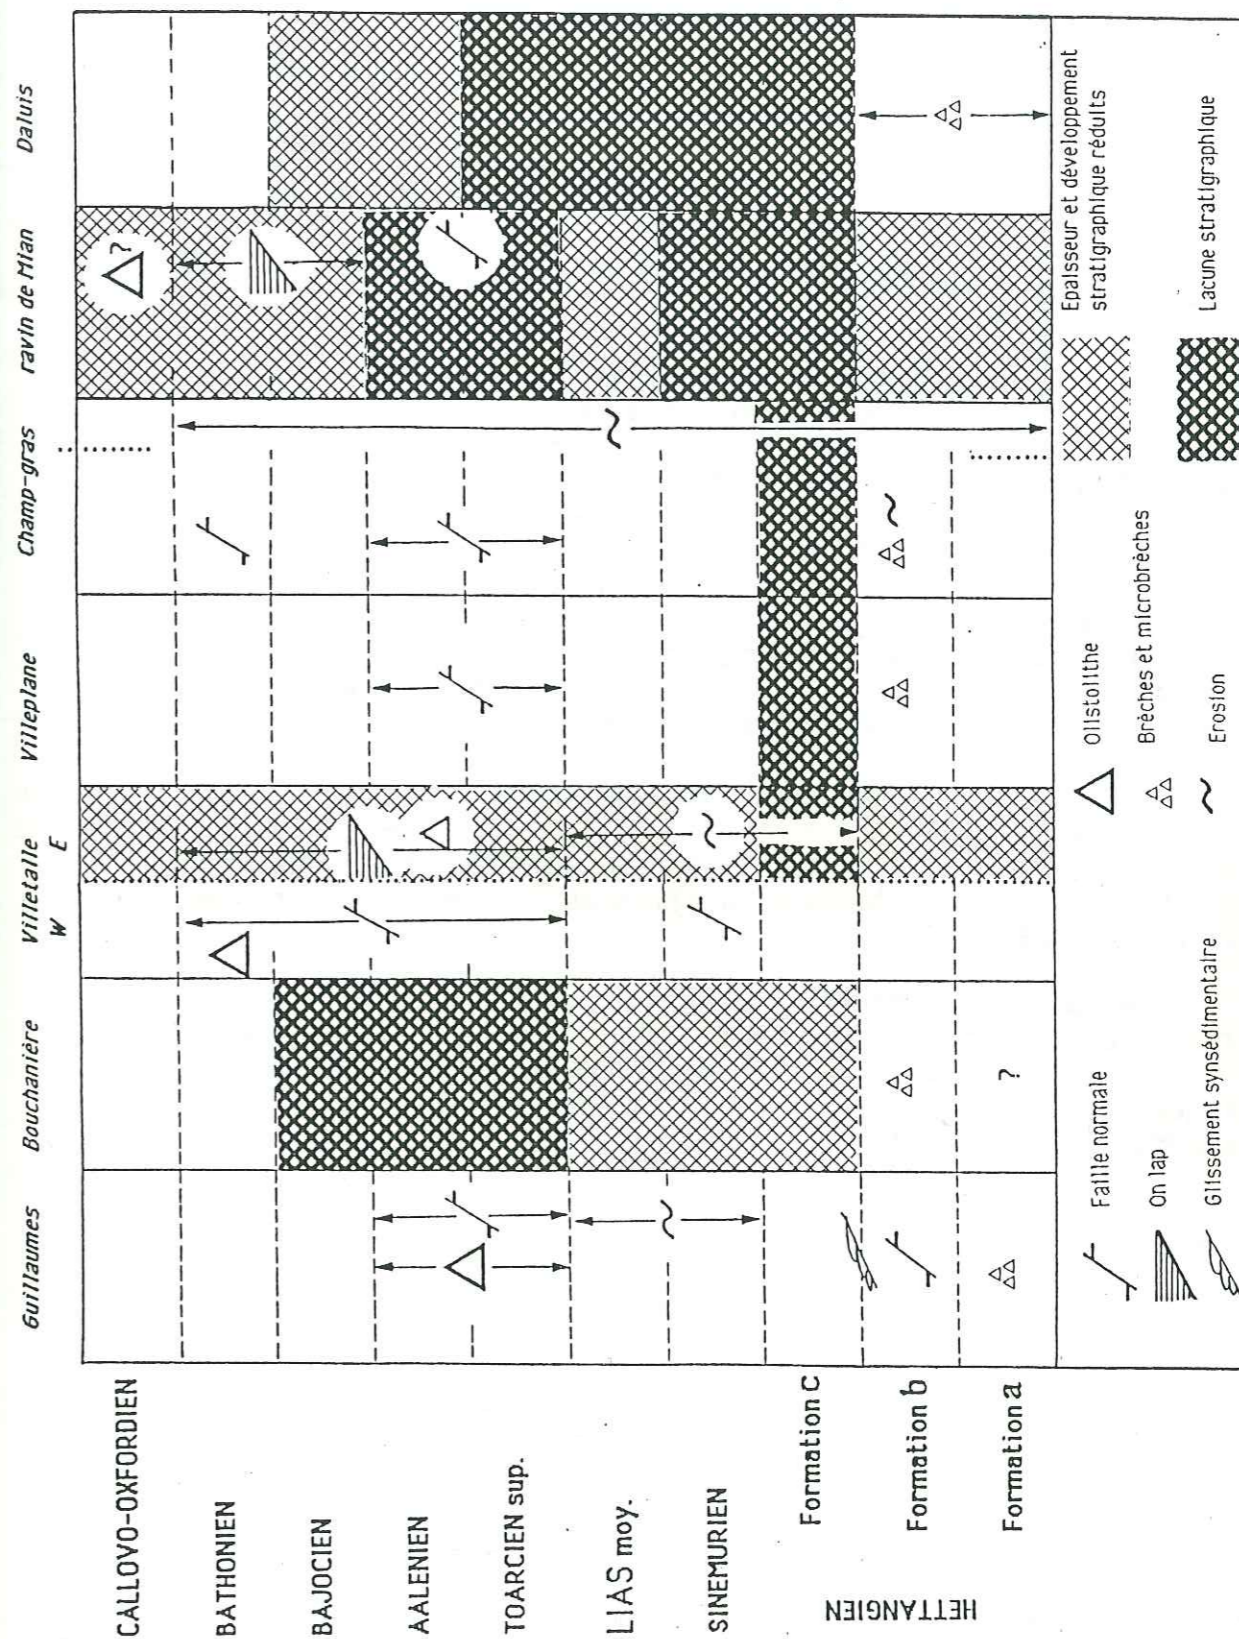 Guillaumes
Bouchanière
Villetalle
W E
Villeplane
Champ-gras
ravin de Mian
Daluis
CALLOVO-OXFORDIEN
BATHONIEN
BAJOCIEN
AALENIEN
TOARCIEN sup.
LIAS moy.
SINEMURIEN
HETTANGIEN
Formation C
Formation b
Formation a
?
?
Faille normale
On lap
Glissement synsédimentaire
Olistolithe
Brèches et microbrèches
Erosion
Epaisseur et développement
stratigraphique réduits
Lacune stratigraphique